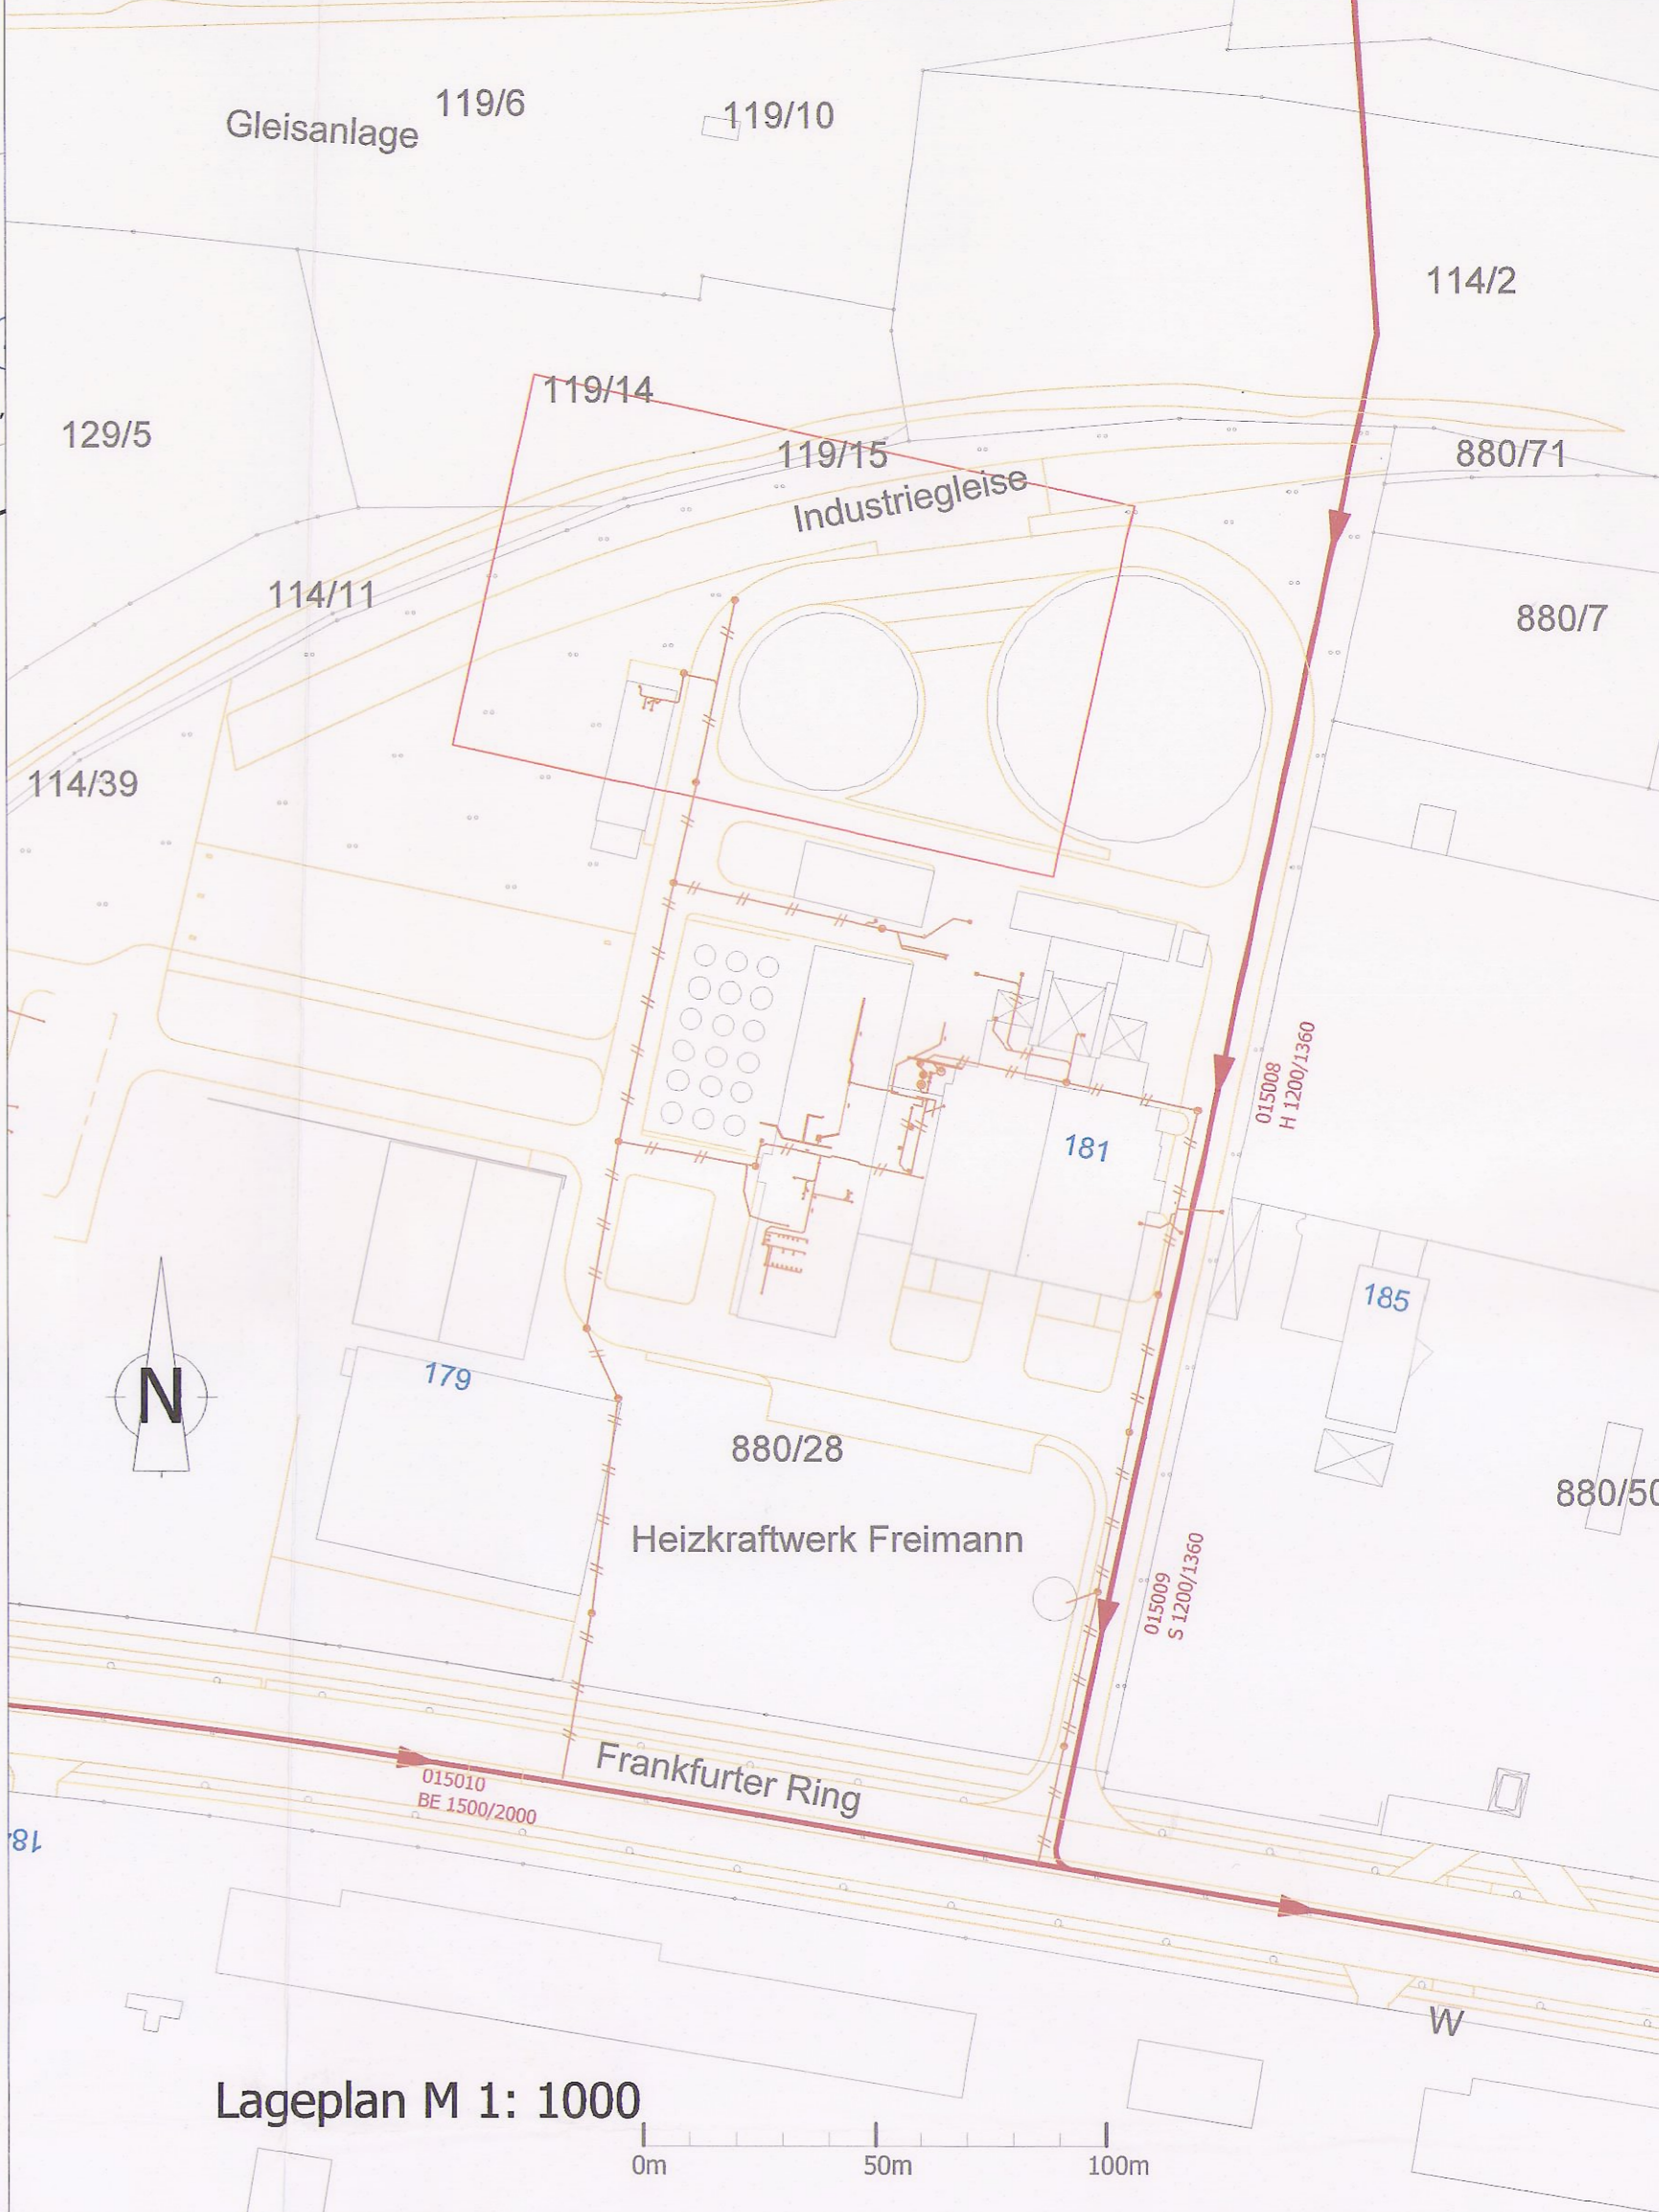 119/6
119/10
Gleisanlage
114/2
119/14
129/5
119/15
880/71
Industriegleise
114/11
880/7
114/39
015008
H 1200/1360
181
185
179
N
880/28
880/50
Heizkraftwerk Freimann
015009
S 1200/1360
Frankfurter Ring
015010
BE 1500/2000
W
Lageplan M 1: 1000
0m
50m
100m